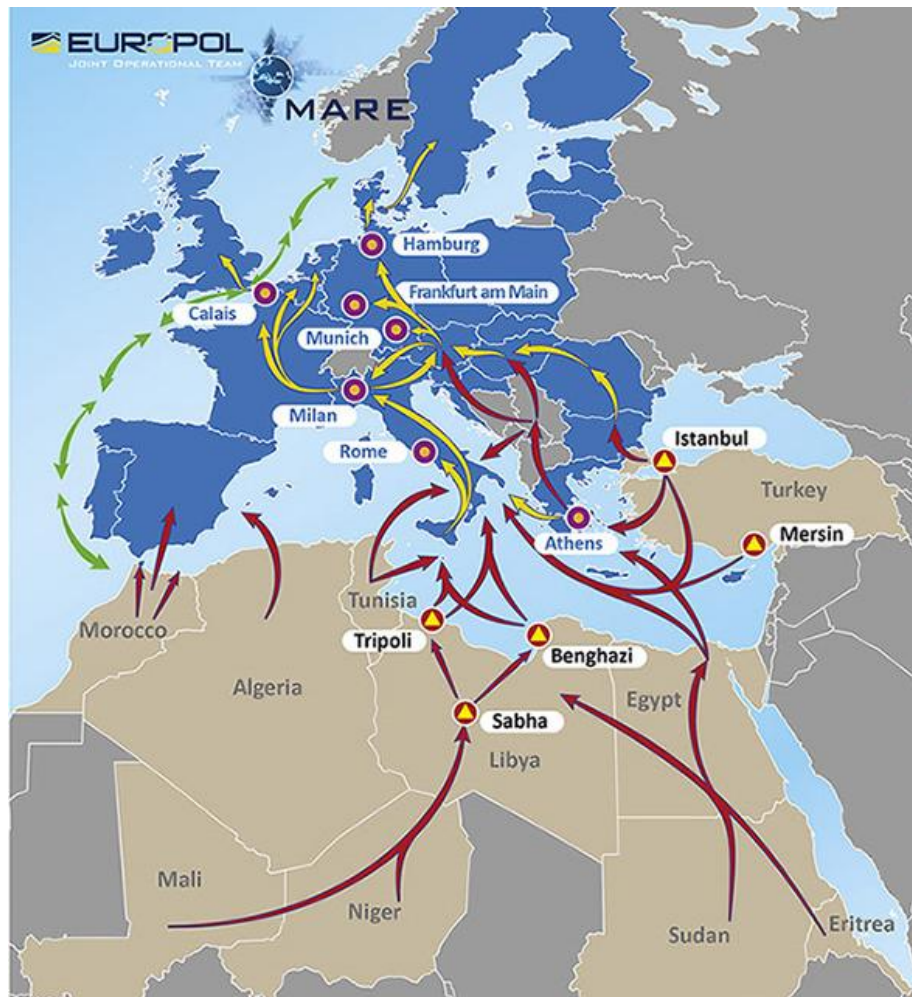 EUROPOL
JOINT OPERATIONAL TEAM
MARE
Hamburg
Frankfurt am Main
Calais
Munich
Milan
Rome
Istanbul
Turkey
Athens
Mersin
Tunisia
Morocco
Tripoli
Benghazi
Algeria
Egypt
Sabha
Libya
Mali
Niger
Sudan
Eritrea